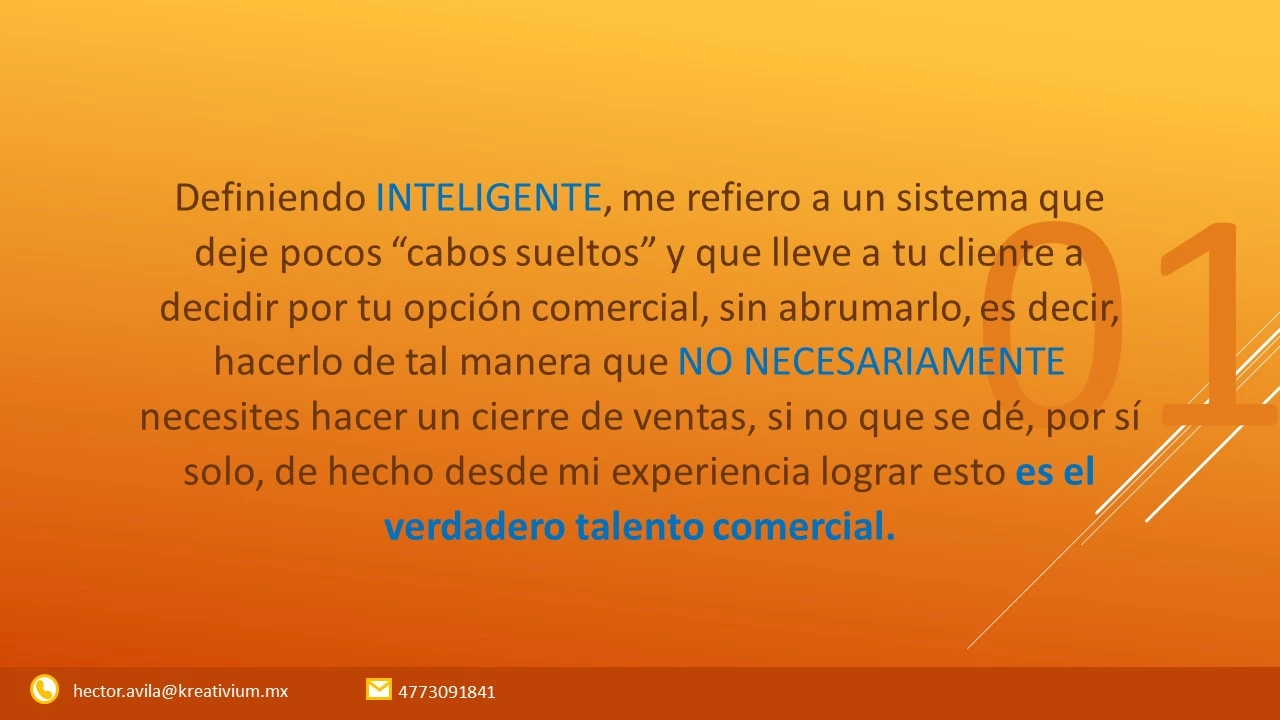 Definiendo INTELIGENTE, me refiero a un sistema que
deje pocos “cabos sueltos” y que lleve a tu cliente a
decidir por tu opción comercial, sin abrumarlo, es decir,
hacerlo de tal manera que NO NECESARIAMENTE
necesites hacer un cierre de ventas, si no que se dé, por sí
solo, de hecho desde mi experiencia lograr esto es el
verdadero talento comercial.
01
hector.avila@kreativium.mx
4773091841